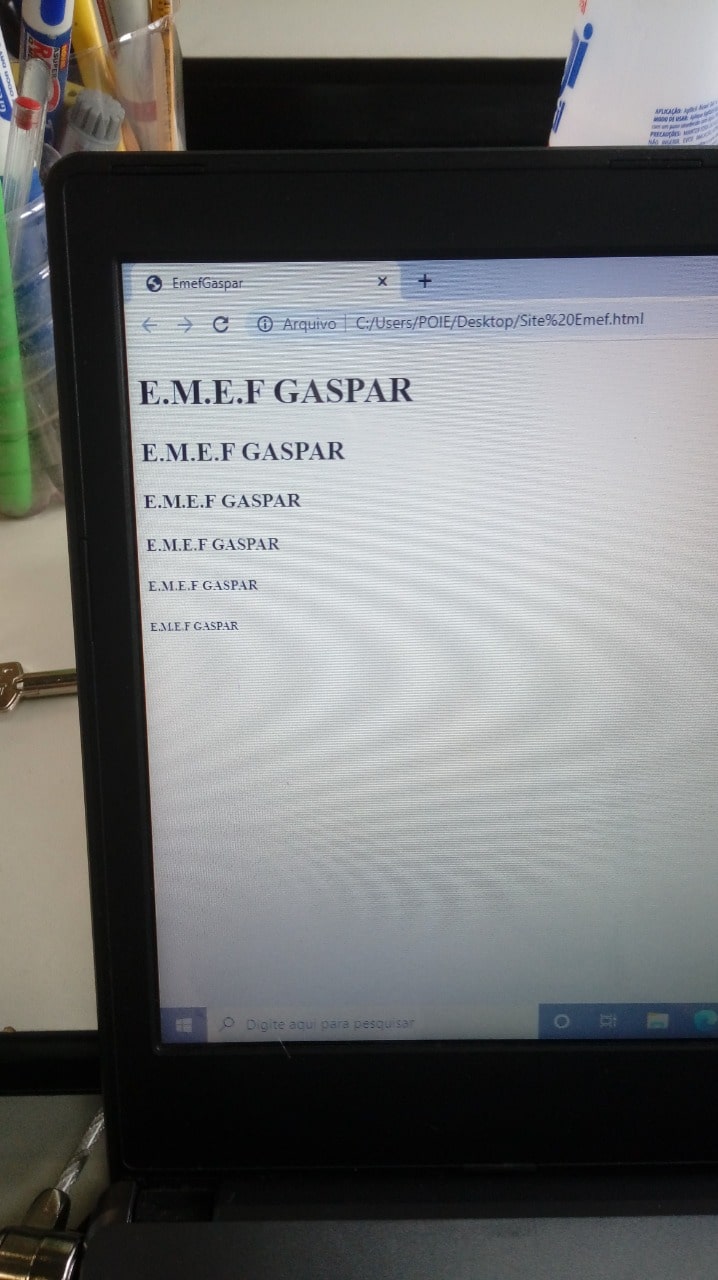 APLICAÇÃO:
MODO DE USAR:
PRECAUÇÕES:
EmefGaspar
Arquivo | C:/Users/POIE/Desktop/Site%20Emef.html
E.M.E.F GASPAR
E.M.E.F GASPAR
E.M.E.F GASPAR
E.M.E.F GASPAR
E.M.E.F GASPAR
E.M.E.F GASPAR
Digite aqui para pesquisar